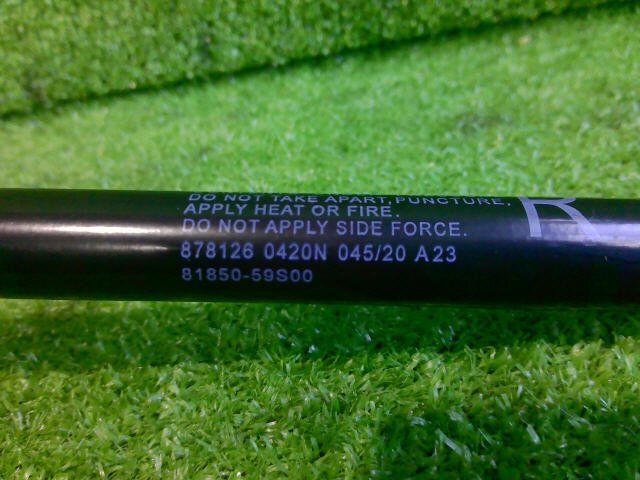 DO NOT TAKE APART, PUNCTURE,
APPLY HEAT OR FIRE.
DO NOT APPLY SIDE FORCE.
878126 0420N 045/20 A23
81850-59S00
R